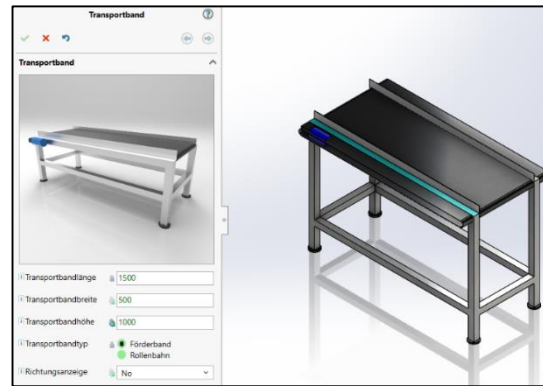 Transportband
Transportband
Transportbandlänge 1500
Transportbandbreite 500
Transportbandhöhe 1000
Transportbandtyp Förderband
Rollenbahn
Richtungsanzeige No